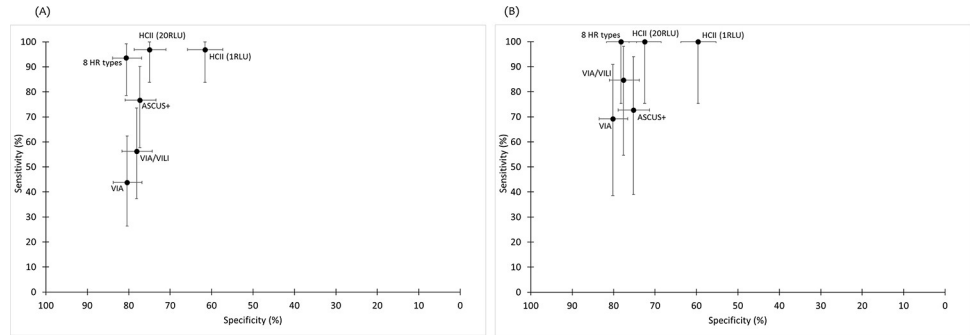 (A)
100
90
80
70
60
50
40
30
20
10
0
Sensitivity (%)
HCII (20RLU)
HCII (1RLU)
8 HR types
ASCUS+
VIA/VILI
VIA
100 90 80 70 60 50 40 30 20 10 0
Specificity (%)
(B)
100
90
80
70
60
50
40
30
20
10
0
Sensitivity (%)
8 HR types
HCII (20RLU)
HCII (1RLU)
VIA/VILI
VIA
ASCUS+
100 90 80 70 60 50 40 30 20 10 0
Specificity (%)